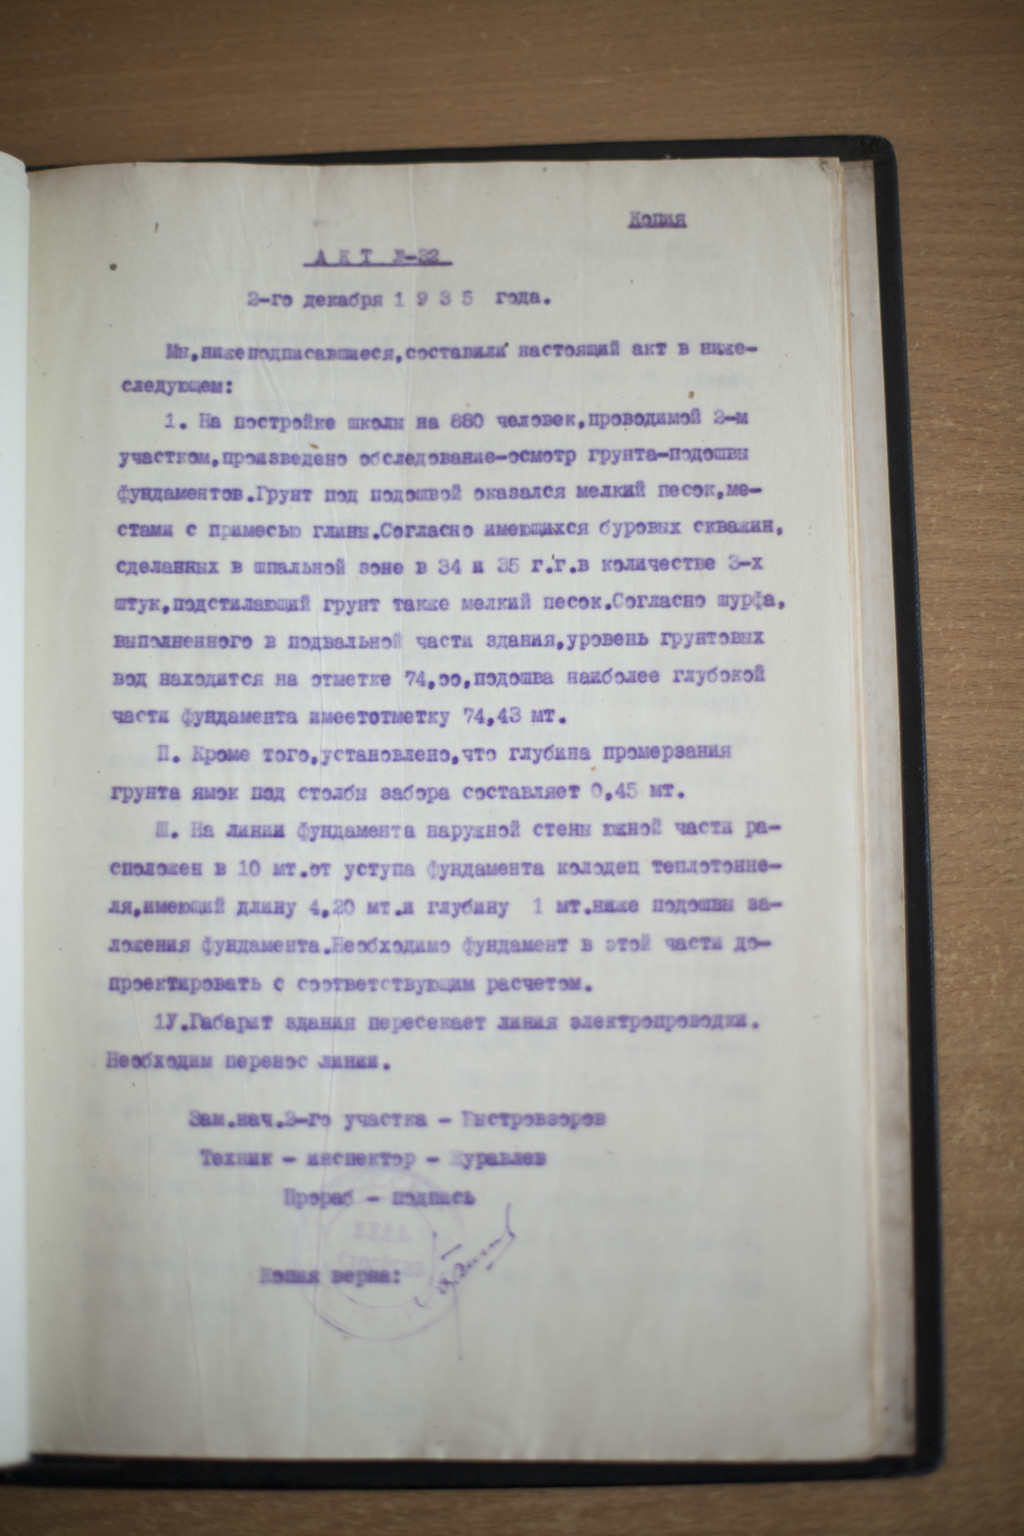 Копия
А К Т №-32
2-го декабря 1 9 3 5 года.
Мы,нижеподписавшиеся,составили настоящий акт в ниже-
следующем:
1. На постройке школы на 880 человек,проводимой 2-м
участком,произведено обследование-осмотр грунта-подошвы
фундаментов.Грунт под подошвой оказался мелкий песок,ме-
стами с примесью глины.Согласно имеющихся буровых скважин,
сделанных в шпальной зоне в 34 и 35 г.г.в количестве 3-х
штук,подстилающий грунт также мелкий песок.Согласно шурфа,
выполненного в подвальной части здания,уровень грунтовых
вод находится на отметке 74,оо,подошва наиболее глубокой
части фундамента имеетотметку 74,43 мт.
П. Кроме того,установлено,что глубина промерзания
грунта ямок под столбы забора составляет 0,45 мт.
Ш. На линии фундамента наружной стены южной части ра-
сположен в 10 мт.от уступа фундамента колодец теплотонне-
ля,имеющий длину 4,20 мт.и глубину 1 мт.ниже подошвы за-
ложения фундамента.Необходимо фундамент в этой части до-
проектировать с соответствующим расчетом.
1У.Габарит здания пересекает линия электропроводки.
Необходим перенос линии.
Зам.нач.2-го участка - Быстровзоров
Техник - инспектор - Журавлев
Прораб - подпись
Копия верна: